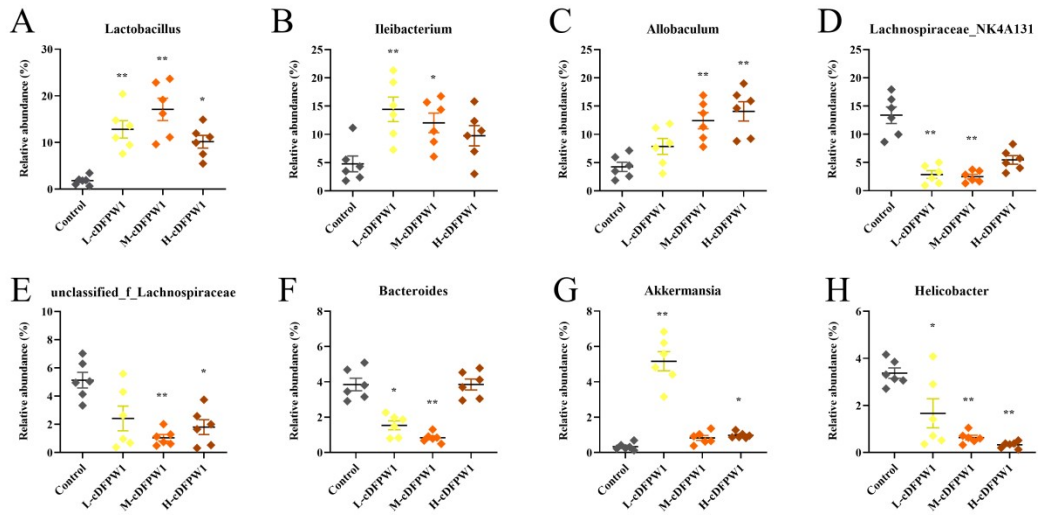 A
Lactobacillus
Relative abundance (%)
30
20
10
0
**
**
*
Control
L-cDFPW1
M-cDFPW1
H-cDFPW1
B
Ileibacterium
Relative abundance (%)
25
20
15
10
5
0
**
*
Control
L-cDFPW1
M-cDFPW1
H-cDFPW1
C
Allobaculum
Relative abundance (%)
25
20
15
10
5
0
**
**
Control
L-cDFPW1
M-cDFPW1
H-cDFPW1
D
Lachnospiraceae_NK4A131
Relative abundance (%)
25
20
15
10
5
0
**
**
Control
L-cDFPW1
M-cDFPW1
H-cDFPW1
E
unclassified_f_Lachnospiraceae
Relative abundance (%)
10
8
6
4
2
0
**
*
Control
L-cDFPW1
M-cDFPW1
H-cDFPW1
F
Bacteroides
Relative abundance (%)
8
6
4
2
0
*
**
Control
L-cDFPW1
M-cDFPW1
H-cDFPW1
G
Akkermansia
Relative abundance (%)
8
6
4
2
0
**
*
Control
L-cDFPW1
M-cDFPW1
H-cDFPW1
H
Helicobacter
Relative abundance (%)
6
4
2
0
*
**
**
Control
L-cDFPW1
M-cDFPW1
H-cDFPW1